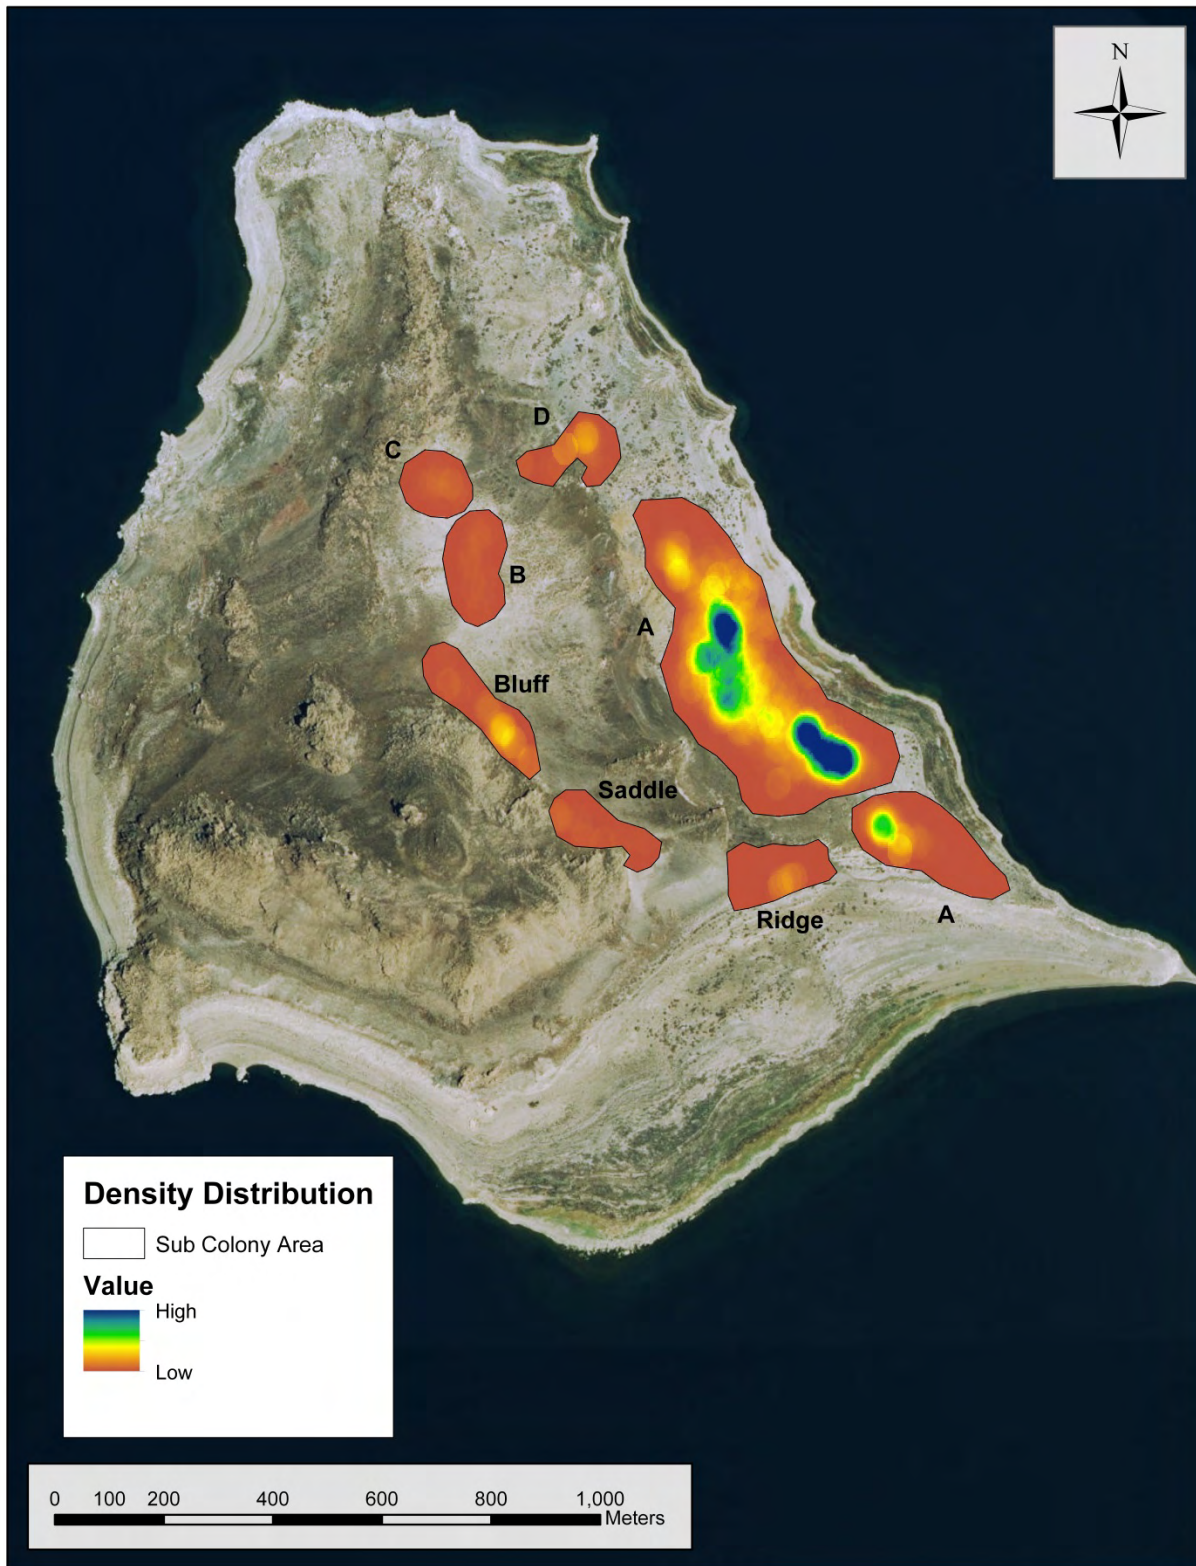 N
D
C
B
A
Bluff
Saddle
Ridge
A
Density Distribution
Sub Colony Area
Value
High
Low
0 100 200 400 600 800 1,000
Meters